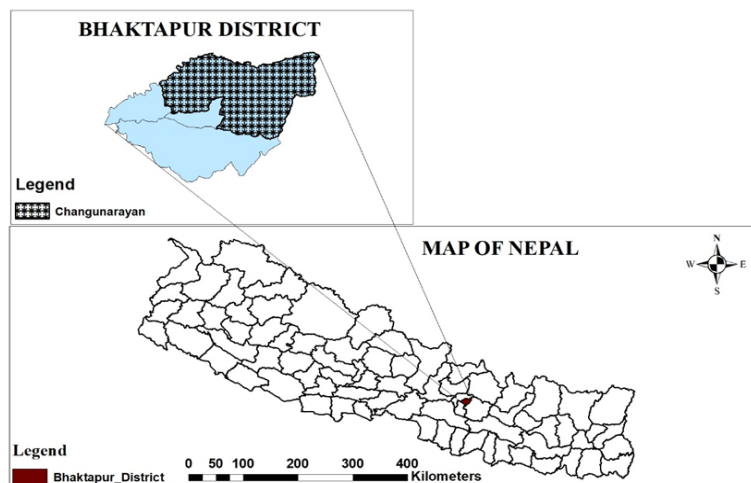 BHAKTAPUR DISTRICT
Legend
Changunarayan
MAP OF NEPAL
N
W E
S
Legend
Bhaktapur_District
0 50 100 200 300 400
Kilometers